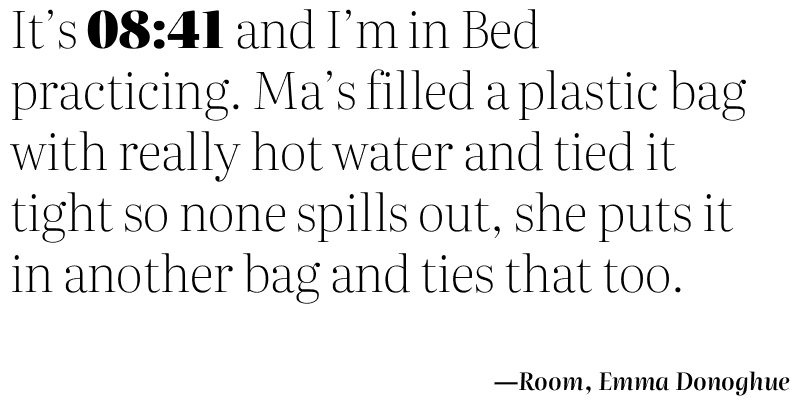 It’s 08:41 and I’m in Bed
practicing. Ma’s filled a plastic bag
with really hot water and tied it
tight so none spills out, she puts it
in another bag and ties that too.
—Room, Emma Donoghue